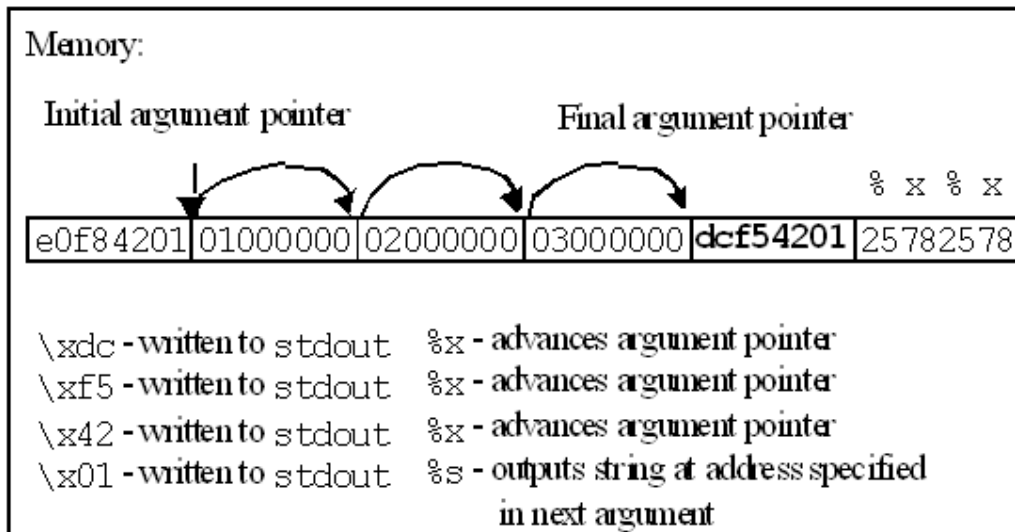 Memory:
Initial argument pointer Final argument pointer
% x % x
e0f84201 01000000 02000000 03000000 dcf54201 25782578
\xdc - written to stdout %x - advances argument pointer
\xf5 - written to stdout %x - advances argument pointer
\x42 - written to stdout %x - advances argument pointer
\x01 - written to stdout %s - outputs string at address specified
in next argument